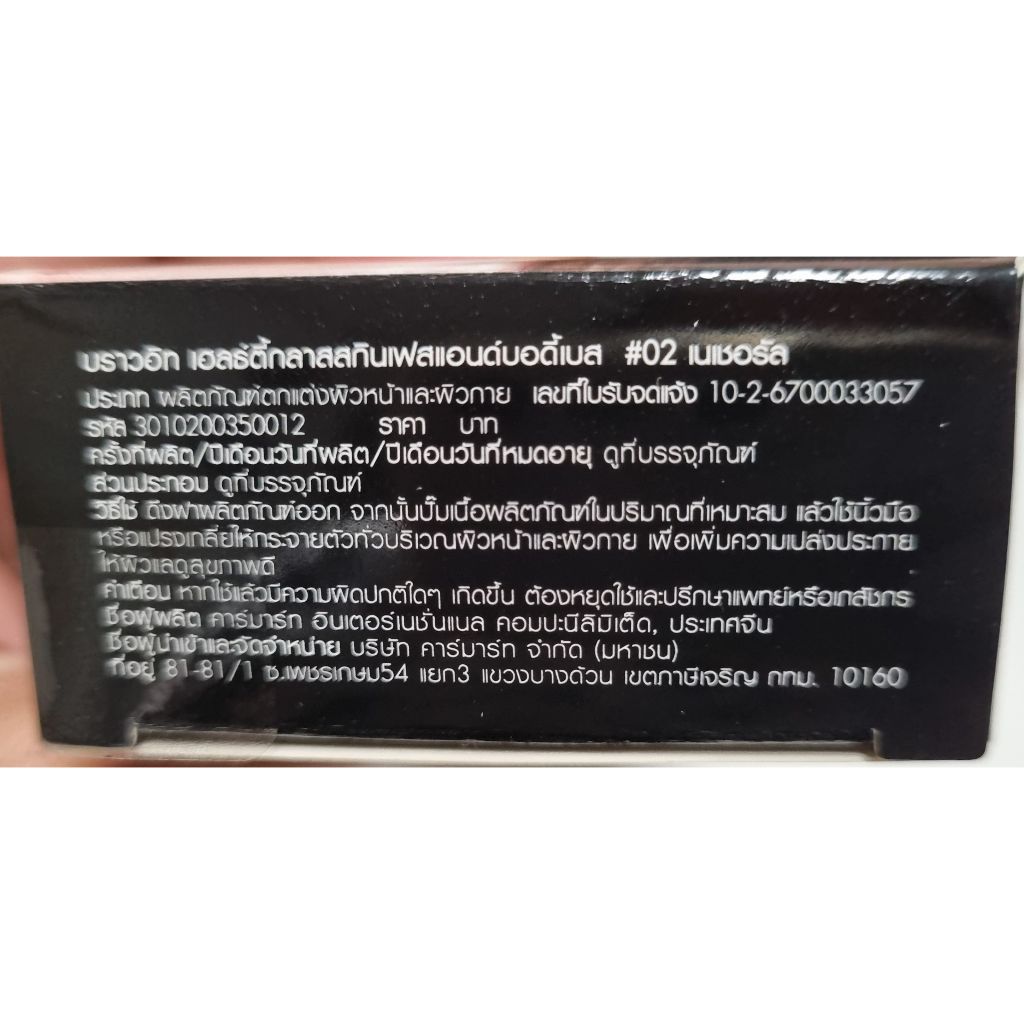 บราวอิท เฮลธ์ตี้กลาสสกินเฟสแอนด์บอดี้เบส #02 เนเชอรัล
ประเภท ผลิตภัณฑ์ตกแต่งผิวหน้าและผิวกาย เลขที่ใบรับจดแจ้ง 10-2-6700033057
รหัส 3010200350012 ราคา บาท
ครั้งที่ผลิต/ปีเดือนวันที่ผลิต/ปีเดือนวันที่หมดอายุ ดูที่บรรจุภัณฑ์
ส่วนประกอบ ดูที่บรรจุภัณฑ์
วิธีใช้ ดึงฝาผลิตภัณฑ์ออก จากนั้นปั๊มเนื้อผลิตภัณฑ์ในปริมาณที่เหมาะสม แล้วใช้นิ้วมือ
หรือแปรงเกลี่ยให้กระจายตัวทั่วบริเวณผิวหน้าและผิวกาย เพื่อเพิ่มความเปล่งประกาย
ให้ผิวแลดูสุขภาพดี
คำเตือน หากใช้แล้วมีความผิดปกติใดๆ เกิดขึ้น ต้องหยุดใช้และปรึกษาแพทย์หรือเภสัชกร
ชื่อผู้ผลิต คาร์มาร์ท อินเตอร์เนชั่นแนล คอมปะนีลิมิเต็ด, ประเทศจีน
ชื่อผู้นำเข้าและจัดจำหน่าย บริษัท คาร์มาร์ท จำกัด (มหาชน)
ที่อยู่ 81-81/1 ซ.เพชรเกษม54 แยก3 แขวงบางด้วน เขตภาษีเจริญ กทม. 10160